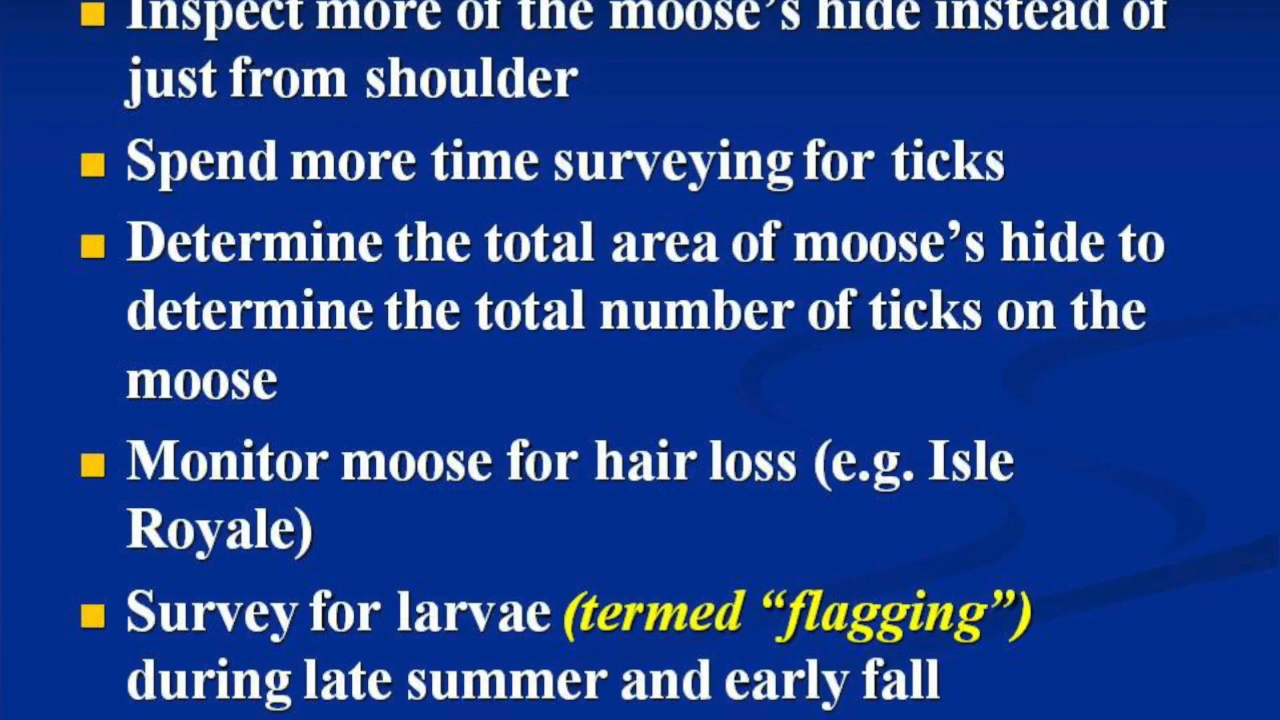 Inspect more of the moose's hide instead of
just from shoulder
Spend more time surveying for ticks
Determine the total area of moose's hide to
determine the total number of ticks on the
moose
Monitor moose for hair loss (e.g. Isle
Royale)
Survey for larvae (termed “flagging”)
during late summer and early fall